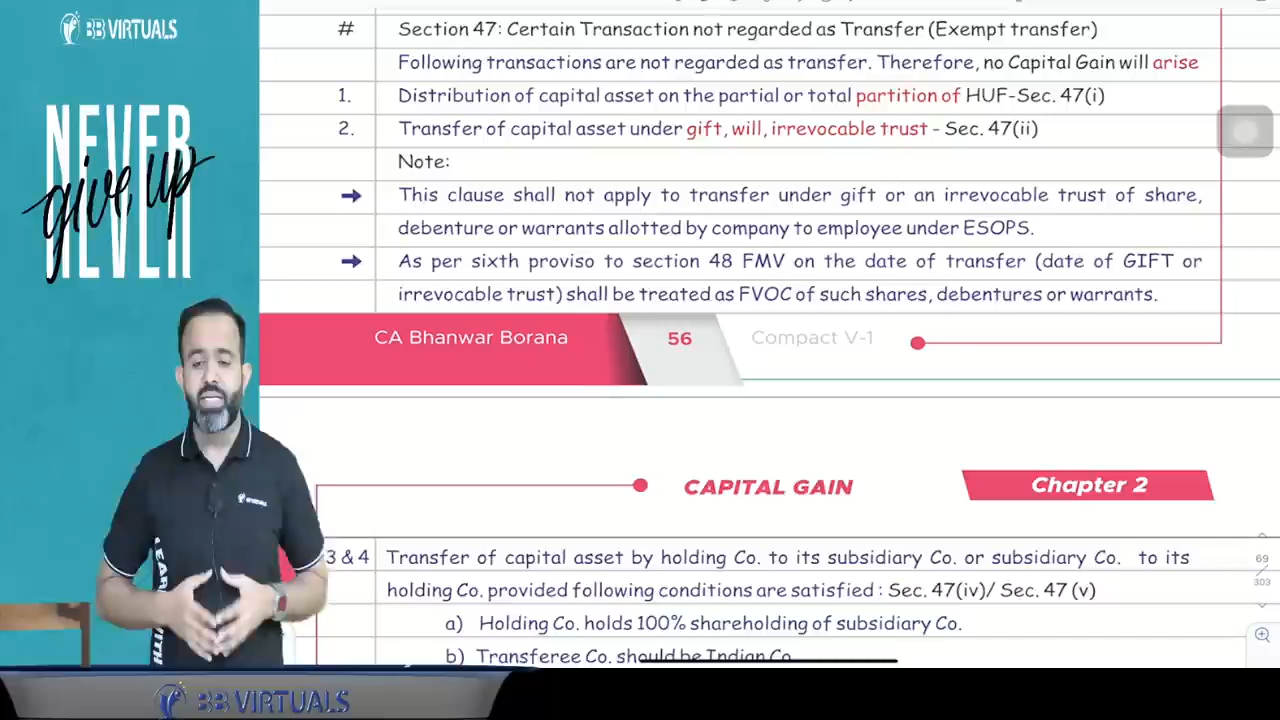 BB VIRTUALS
NEVER
give up
NEVER
# Section 47: Certain Transaction not regarded as Transfer (Exempt transfer)
Following transactions are not regarded as transfer. Therefore, no Capital Gain will arise
1. Distribution of capital asset on the partial or total partition of HUF-Sec. 47(i)
2. Transfer of capital asset under gift, will, irrevocable trust - Sec. 47(ii)
Note:
➔ This clause shall not apply to transfer under gift or an irrevocable trust of share,
debenture or warrants allotted by company to employee under ESOPS.
➔ As per sixth proviso to section 48 FMV on the date of transfer (date of GIFT or
irrevocable trust) shall be treated as FVOC of such shares, debentures or warrants.
CA Bhanwar Borana 56 Compact V-1
CAPITAL GAIN Chapter 2
3 & 4 Transfer of capital asset by holding Co. to its subsidiary Co. or subsidiary Co. to its
holding Co. provided following conditions are satisfied : Sec. 47(iv)/ Sec. 47 (v)
a) Holding Co. holds 100% shareholding of subsidiary Co.
b) Transferee Co. should be Indian Co.
69
303
BB VIRTUALS